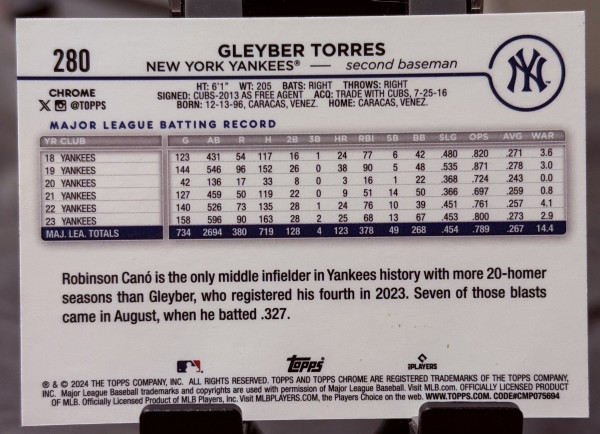 280
GLEYBER TORRES
NEW YORK YANKEES® — second baseman
NY
CHROME
X @TOPPS
HT: 6'1" WT: 205 BATS: RIGHT THROWS: RIGHT
SIGNED: CUBS-2013 AS FREE AGENT ACQ: TRADE WITH CUBS, 7-25-16
BORN: 12-13-96, CARACAS, VENEZ. HOME: CARACAS, VENEZ.
MAJOR LEAGUE BATTING RECORD
YR CLUB G AB R H 2B 3B HR RBI SB BB SLG OPS AVG WAR
18 YANKEES 123 431 54 117 16 1 24 77 6 42 .480 .820 .271 3.6
19 YANKEES 144 546 96 152 26 0 38 90 5 48 .535 .871 .278 3.0
20 YANKEES 42 136 17 33 8 0 3 16 1 22 .368 .724 .243 0.0
21 YANKEES 127 459 50 119 22 0 9 51 14 50 .366 .697 .259 0.8
22 YANKEES 140 526 73 135 28 1 24 76 10 39 .451 .761 .257 4.1
23 YANKEES 158 596 90 163 28 2 25 68 13 67 .453 .800 .273 2.9
MAJ. LEA. TOTALS 734 2694 380 719 128 4 123 378 49 268 .454 .789 .267 14.4
Robinson Canó is the only middle infielder in Yankees history with more 20-homer
seasons than Gleyber, who registered his fourth in 2023. Seven of those blasts
came in August, when he batted .327.
topps
PLAYERS
® & © 2024 THE TOPPS COMPANY, INC. ALL RIGHTS RESERVED. TOPPS AND TOPPS CHROME ARE REGISTERED TRADEMARKS OF THE TOPPS COMPANY,
INC. Major League Baseball trademarks and copyrights are used with permission of Major League Baseball. Visit MLB.com. OFFICIALLY LICENSED PRODUCT
OF MLB. Officially Licensed Product of MLB Players, Inc. Visit MLBPLAYERS.COM, the Players Choice on the web. WWW.TOPPS.COM. CODE#CMP075694